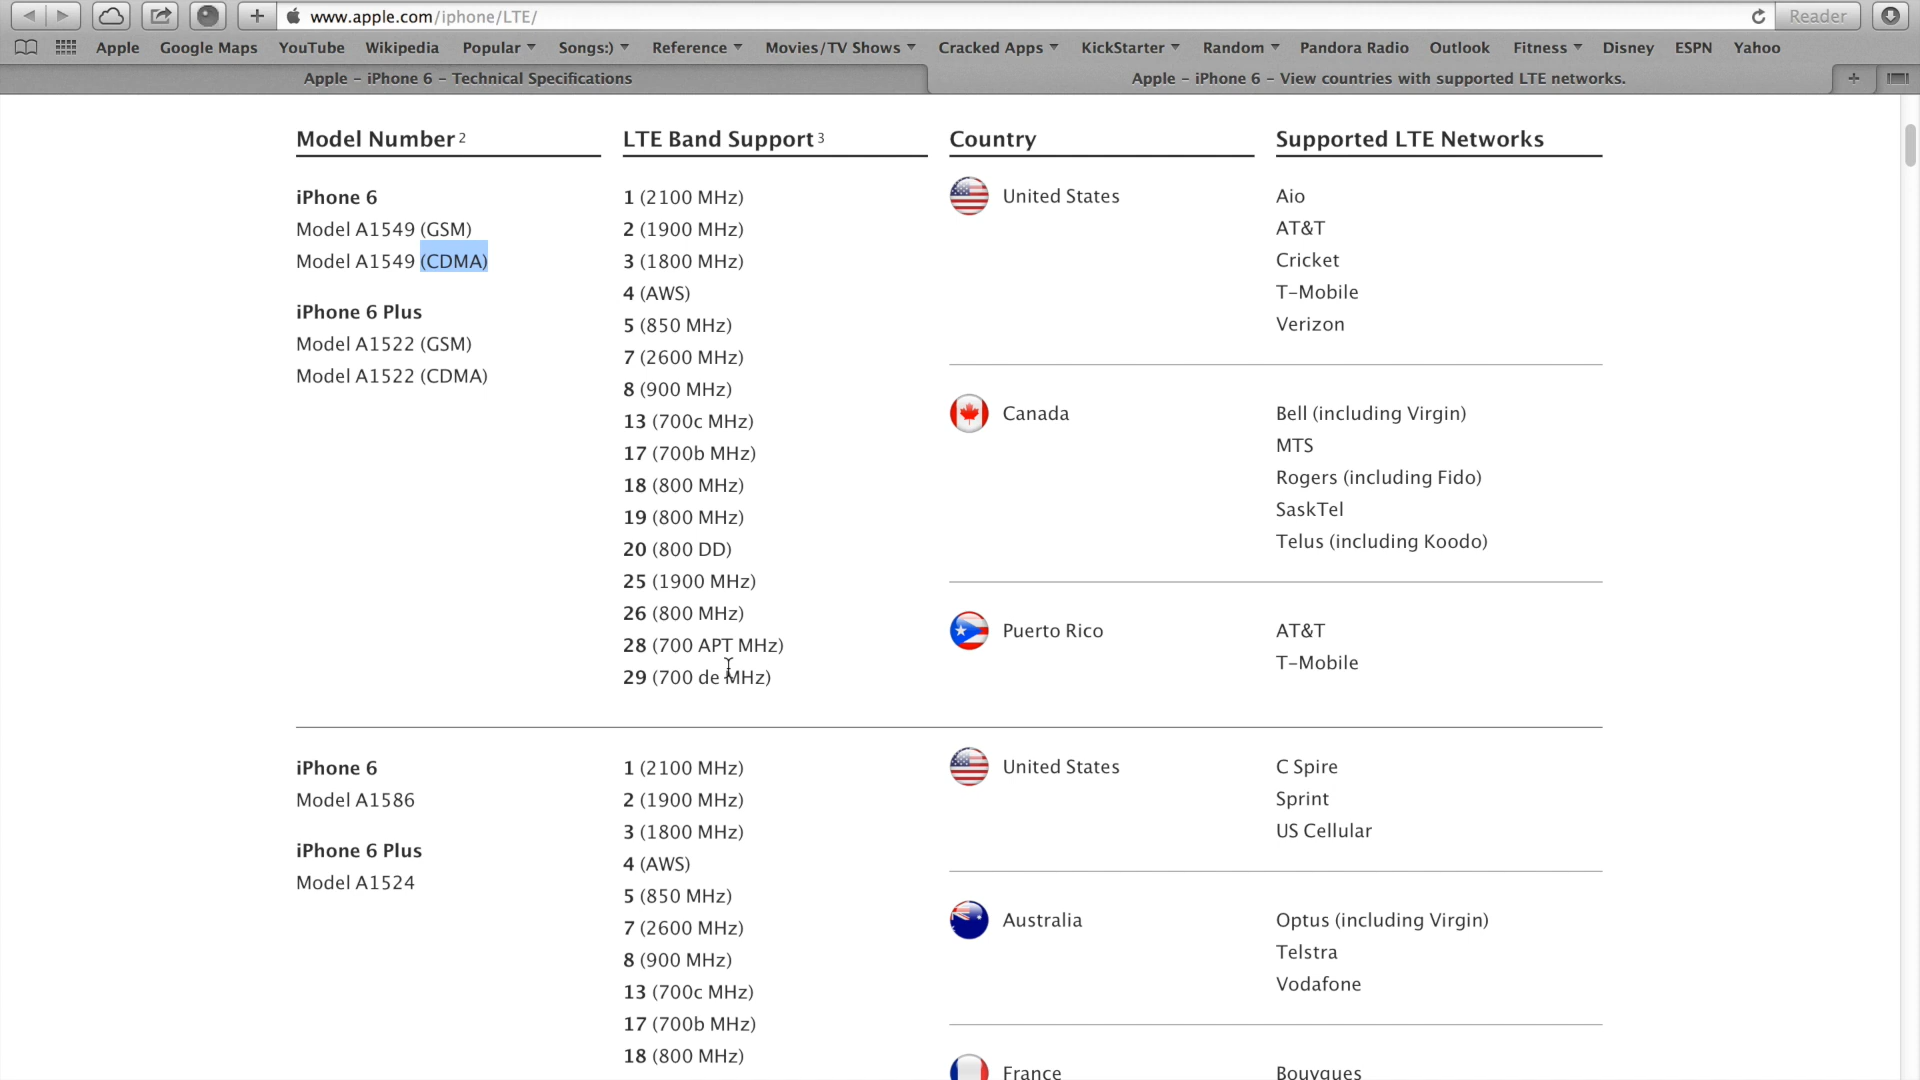 www.apple.com/iphone/LTE/
Reader
Apple
Google Maps
YouTube
Wikipedia
Popular
Songs:)
Reference
Movies/TV Shows
Cracked Apps
KickStarter
Random
Pandora Radio
Outlook
Fitness
Disney
ESPN
Yahoo
Apple – iPhone 6 – Technical Specifications
Apple – iPhone 6 – View countries with supported LTE networks.
Model Number 2
LTE Band Support 3
Country
Supported LTE Networks
iPhone 6
Model A1549 (GSM)
Model A1549 (CDMA)
iPhone 6 Plus
Model A1522 (GSM)
Model A1522 (CDMA)
1 (2100 MHz)
2 (1900 MHz)
3 (1800 MHz)
4 (AWS)
5 (850 MHz)
7 (2600 MHz)
8 (900 MHz)
13 (700c MHz)
17 (700b MHz)
18 (800 MHz)
19 (800 MHz)
20 (800 DD)
25 (1900 MHz)
26 (800 MHz)
28 (700 APT MHz)
29 (700 de MHz)
United States
Aio
AT&T
Cricket
T-Mobile
Verizon
Canada
Bell (including Virgin)
MTS
Rogers (including Fido)
SaskTel
Telus (including Koodo)
Puerto Rico
AT&T
T-Mobile
iPhone 6
Model A1586
iPhone 6 Plus
Model A1524
1 (2100 MHz)
2 (1900 MHz)
3 (1800 MHz)
4 (AWS)
5 (850 MHz)
7 (2600 MHz)
8 (900 MHz)
13 (700c MHz)
17 (700b MHz)
18 (800 MHz)
United States
C Spire
Sprint
US Cellular
Australia
Optus (including Virgin)
Telstra
Vodafone
France
Bouygues